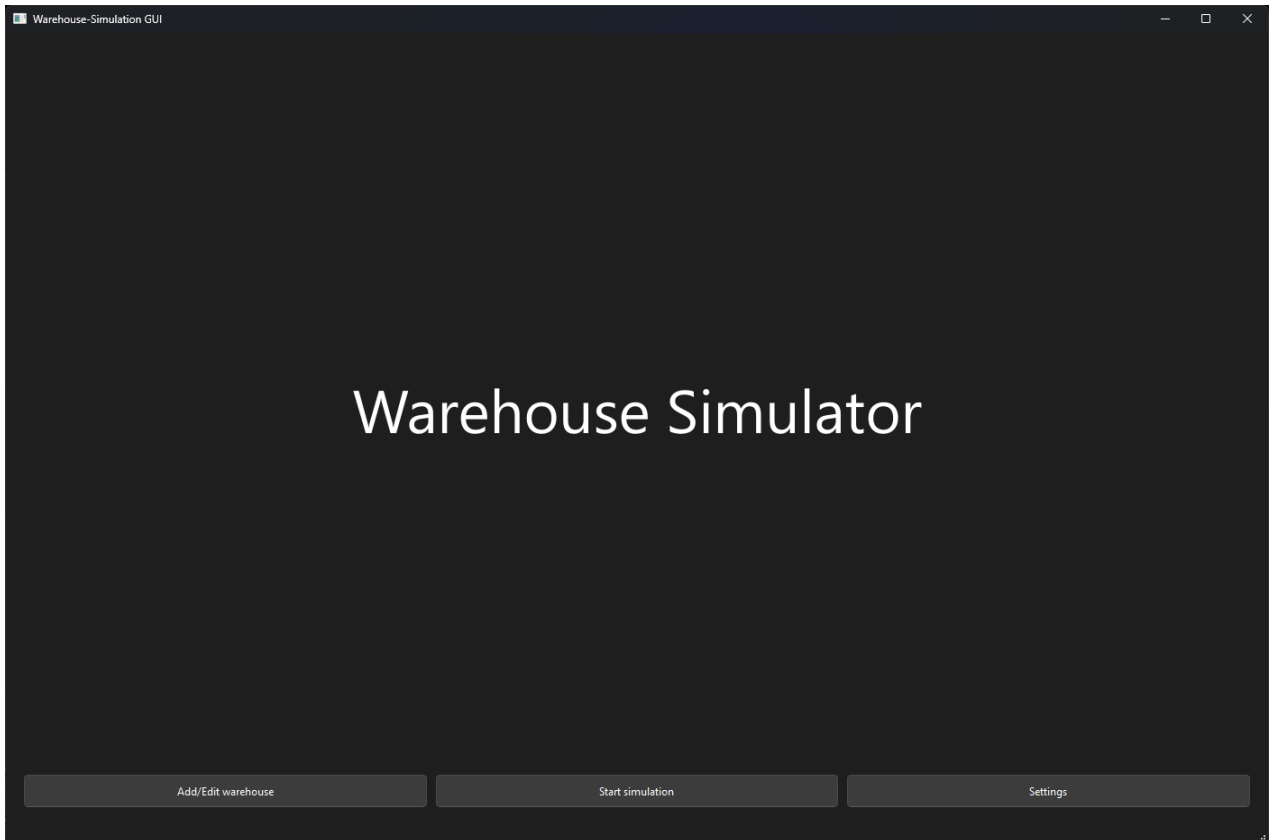 Warehouse-Simulation GUI
Warehouse Simulator
Add/Edit warehouse
Start simulation
Settings